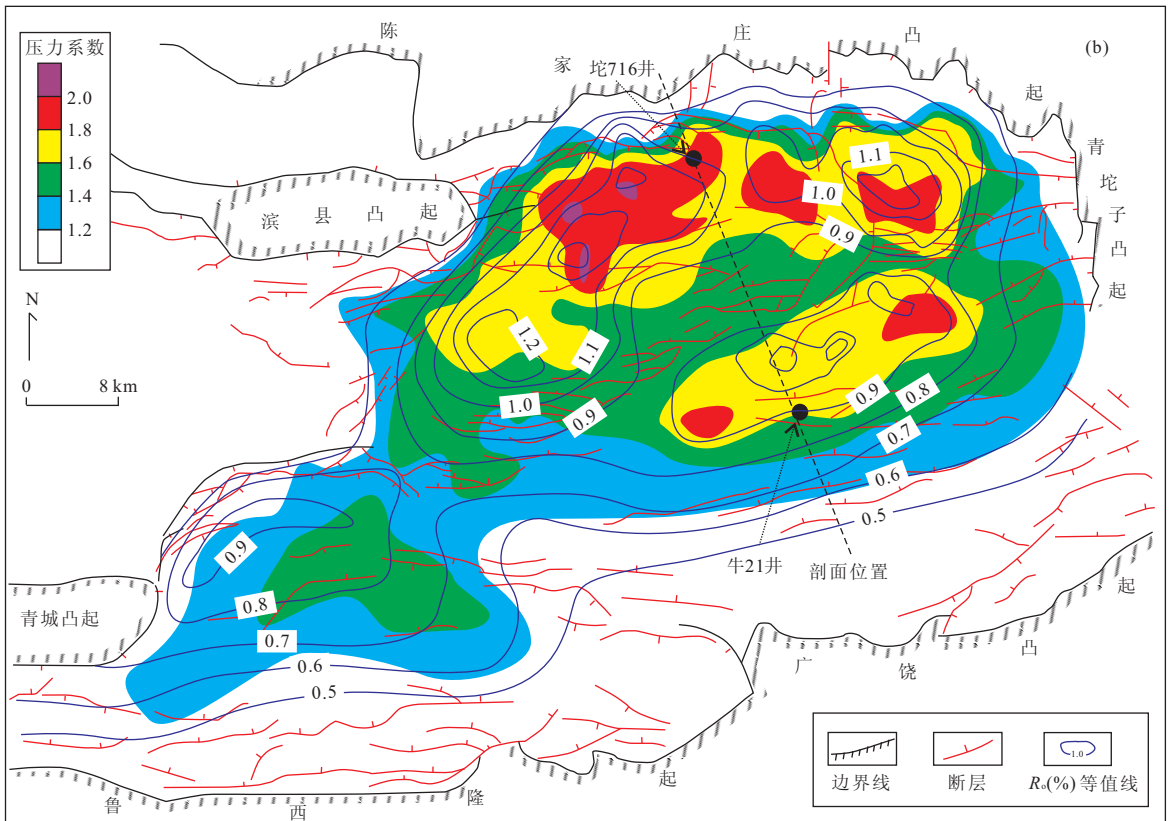 (b)
压力系数
2.0
1.8
1.6
1.4
1.2
陈
家
庄
凸
起
坨716井
青
坨
子
凸
起
滨县凸起
N
0 8 km
1.1
1.0
0.9
1.2
1.1
1.0
0.9
0.9
0.8
0.7
0.6
0.5
牛21井
剖面位置
0.9
0.8
0.7
0.6
0.5
青城凸起
广
饶
凸
起
鲁
西
隆
起
1.0
边界线
断层
Rₒ(%)等值线